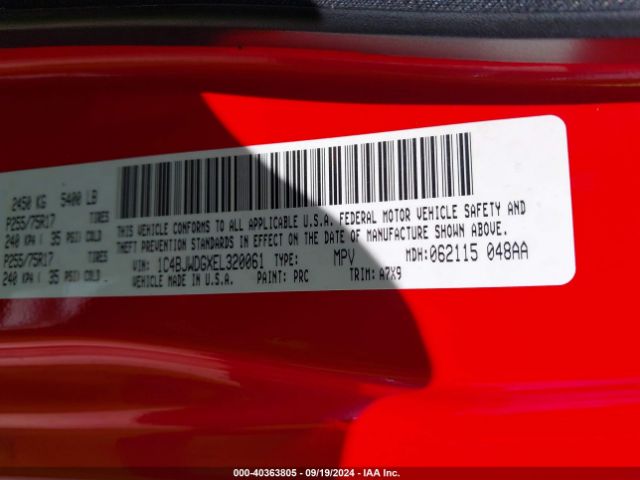 2450 KG 5400 LB
P255/75R17 TIRES
240 KPA / 35 PSI COLD
P255/75R17 TIRES
240 KPA / 35 PSI COLD
THIS VEHICLE CONFORMS TO ALL APPLICABLE U.S.A. FEDERAL MOTOR VEHICLE SAFETY AND
THEFT PREVENTION STANDARDS IN EFFECT ON THE DATE OF MANUFACTURE SHOWN ABOVE.
VIN: 1C4BJWDGXEL320061 TYPE: MPV MDH: 062115 048AA
VEHICLE MADE IN U.S.A. PAINT: PRC TRIM: A7X9
000-40363805 - 09/19/2024 - IAA Inc.